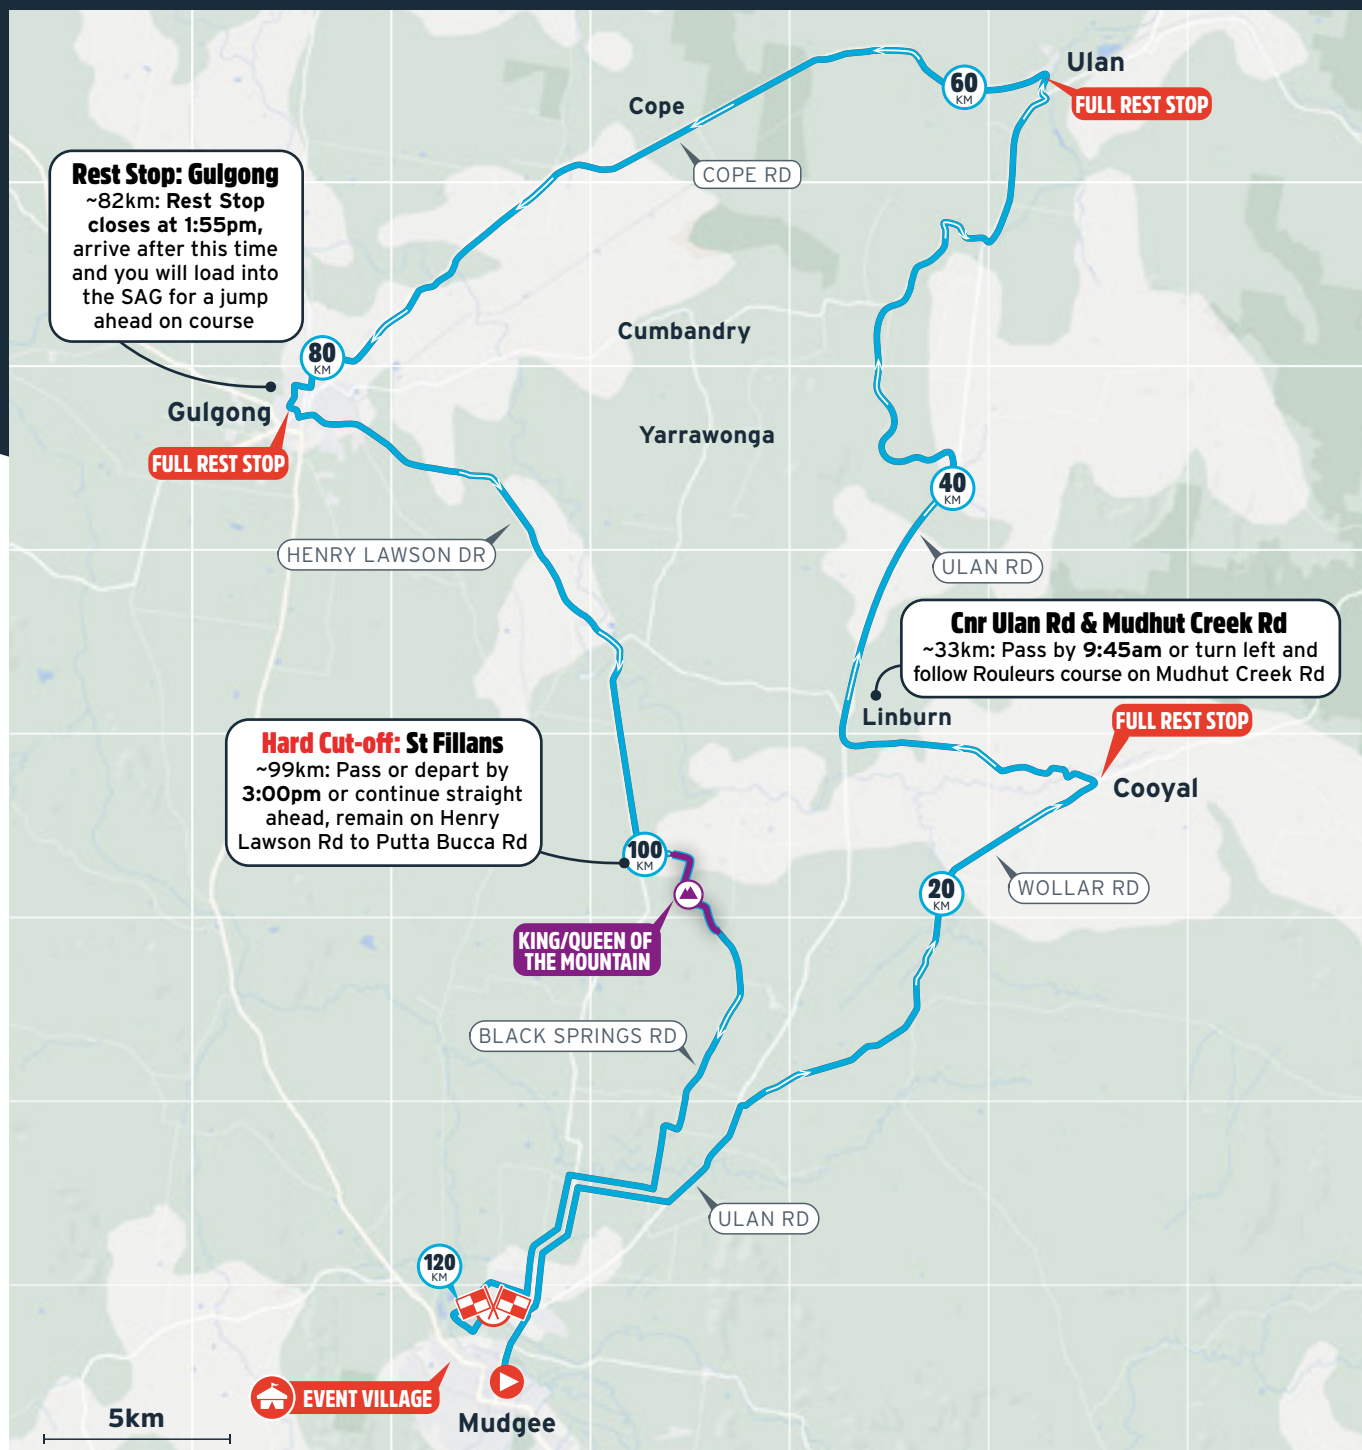 Ulan
60
KM
FULL REST STOP
Cope
COPE RD
Rest Stop: Gulgong
~82km: Rest Stop
closes at 1:55pm,
arrive after this time
and you will load into
the SAG for a jump
ahead on course
Cumbandry
80
KM
Gulgong
Yarrawonga
FULL REST STOP
40
KM
HENRY LAWSON DR
ULAN RD
Cnr Ulan Rd & Mudhut Creek Rd
~33km: Pass by 9:45am or turn left and
follow Rouleurs course on Mudhut Creek Rd
Linburn
FULL REST STOP
Cooyal
Hard Cut-off: St Fillans
~99km: Pass or depart by
3:00pm or continue straight
ahead, remain on Henry
Lawson Rd to Putta Bucca Rd
100
KM
20
KM
WOLLAR RD
KING/QUEEN OF
THE MOUNTAIN
BLACK SPRINGS RD
ULAN RD
120
KM
EVENT VILLAGE
Mudgee
5km